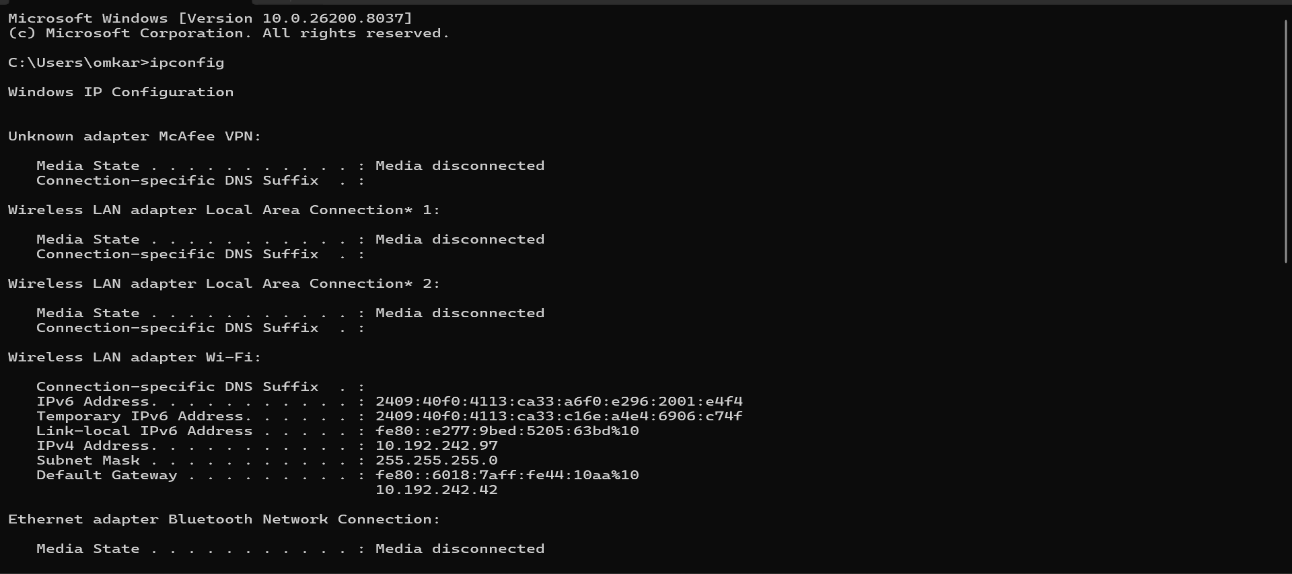 Microsoft Windows [Version 10.0.26200.8037]
(c) Microsoft Corporation. All rights reserved.
C:\Users\omkar>ipconfig
Windows IP Configuration
Unknown adapter McAfee VPN:
Media State . . . . . . . . . . . : Media disconnected
Connection-specific DNS Suffix  . :
Wireless LAN adapter Local Area Connection* 1:
Media State . . . . . . . . . . . : Media disconnected
Connection-specific DNS Suffix  . :
Wireless LAN adapter Local Area Connection* 2:
Media State . . . . . . . . . . . : Media disconnected
Connection-specific DNS Suffix  . :
Wireless LAN adapter Wi-Fi:
Connection-specific DNS Suffix  . :
IPv6 Address. . . . . . . . . . . : 2409:40f0:4113:ca33:a6f0:e296:2001:e4f4
Temporary IPv6 Address. . . . . . : 2409:40f0:4113:ca33:c16e:a4e4:6906:c74f
Link-local IPv6 Address . . . . . : fe80::e277:9bed:5205:63bd%10
IPv4 Address. . . . . . . . . . . : 10.192.242.97
Subnet Mask . . . . . . . . . . . : 255.255.255.0
Default Gateway . . . . . . . . . : fe80::6018:7aff:fe44:10aa%10
10.192.242.42
Ethernet adapter Bluetooth Network Connection:
Media State . . . . . . . . . . . : Media disconnected